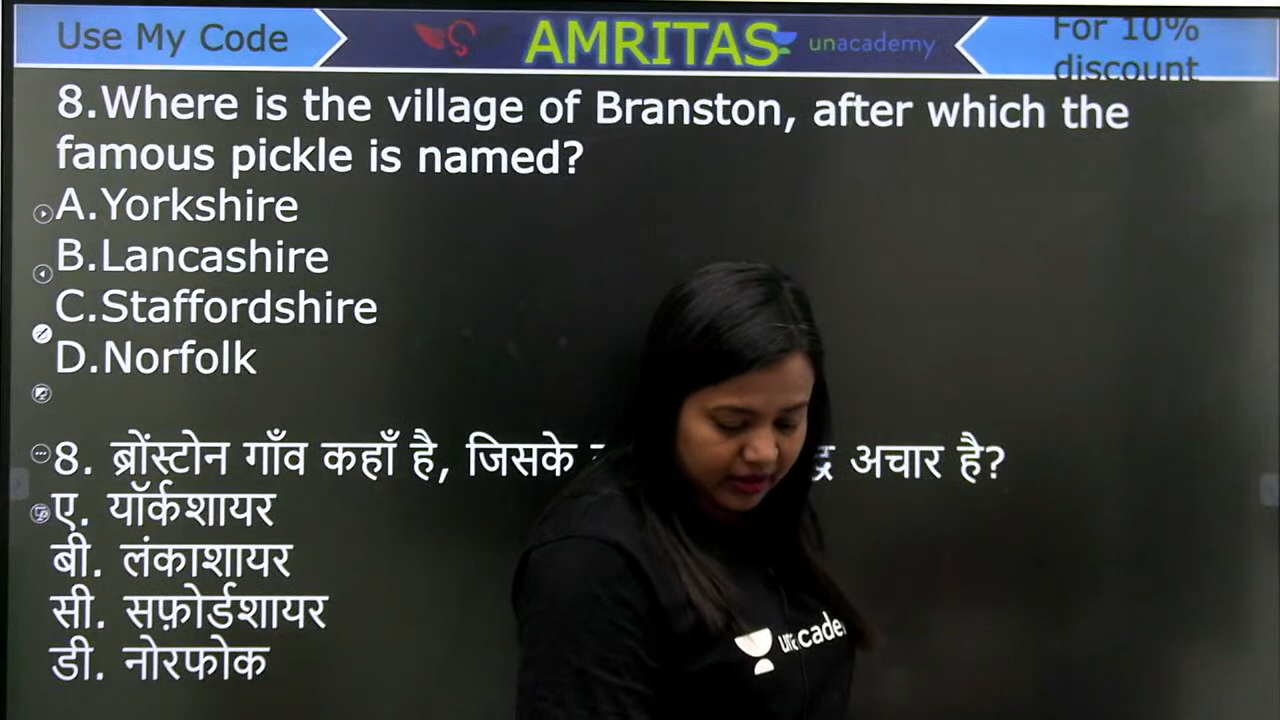 Use My Code
AMRITAS
unacademy
For 10%
discount
8.Where is the village of Branston, after which the
famous pickle is named?
A.Yorkshire
B.Lancashire
C.Staffordshire
D.Norfolk
8. ब्रोंस्टोन गाँव कहाँ है, जिसके अचार है?
ए. यॉर्कशायर
बी. लंकाशायर
सी. सफ़ोर्डशायर
डी. नोरफोक
unacademy